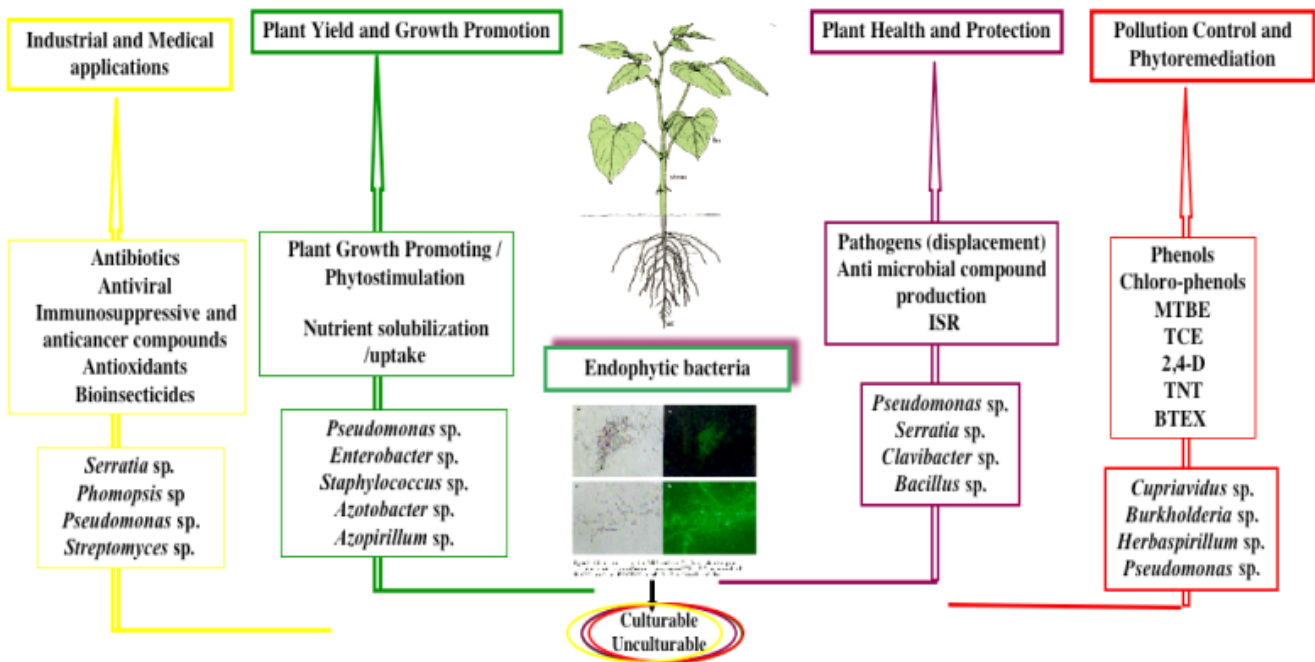 Industrial and Medical
applications
Antibiotics
Antiviral
Immunosuppressive and
anticancer compounds
Antioxidants
Bioinsecticides
Serratia sp.
Phomopsis sp
Pseudomonas sp.
Streptomyces sp.
Plant Yield and Growth Promotion
Plant Growth Promoting /
Phytostimulation
Nutrient solubilization
/uptake
Pseudomonas sp.
Enterobacter sp.
Staphylococcus sp.
Azotobacter sp.
Azopirillum sp.
Endophytic bacteria
Culturable
Unculturable
Plant Health and Protection
Pathogens (displacement)
Anti microbial compound
production
ISR
Pseudomonas sp.
Serratia sp.
Clavibacter sp.
Bacillus sp.
Pollution Control and
Phytoremediation
Phenols
Chloro-phenols
MTBE
TCE
2,4-D
TNT
BTEX
Cupriavidus sp.
Burkholderia sp.
Herbaspirillum sp.
Pseudomonas sp.